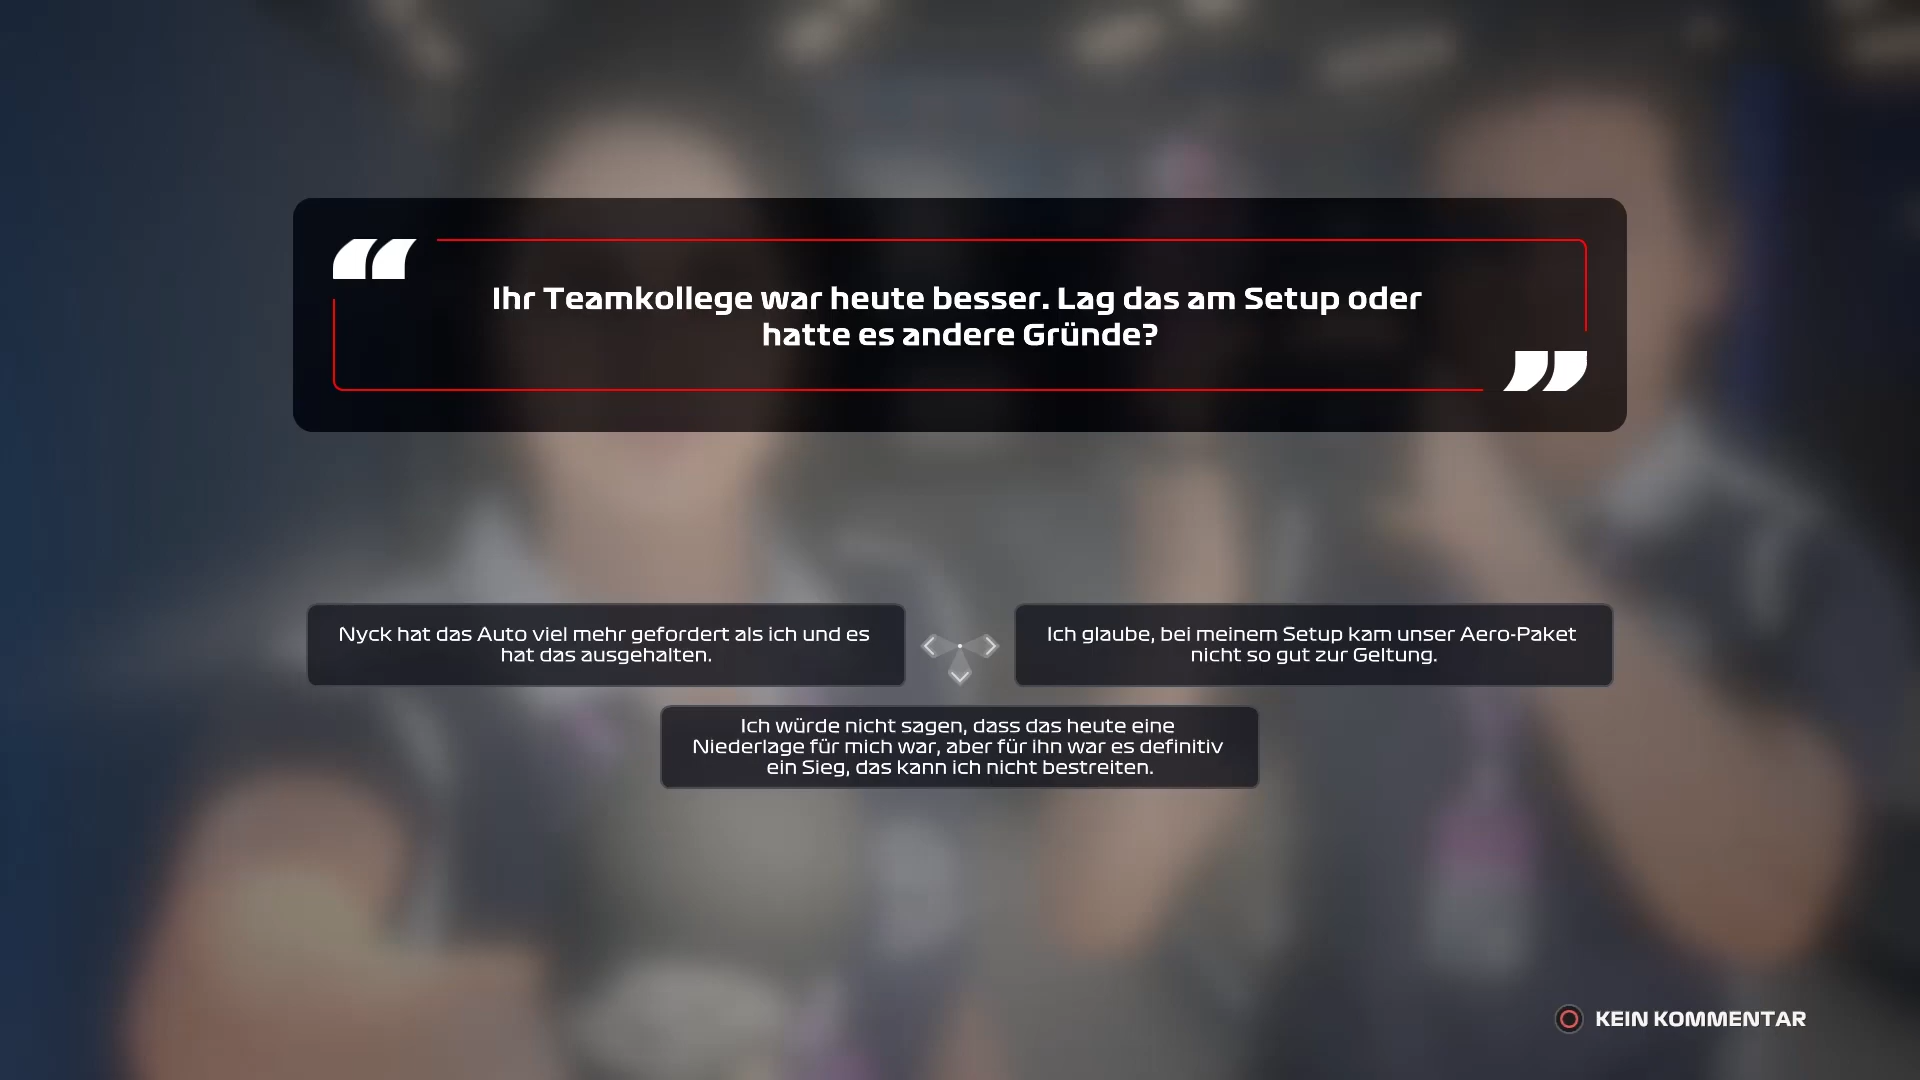 Ihr Teamkollege war heute besser. Lag das am Setup oder
hatte es andere Gründe?
Nyck hat das Auto viel mehr gefordert als ich und es
hat das ausgehalten.
Ich glaube, bei meinem Setup kam unser Aero-Paket
nicht so gut zur Geltung.
Ich würde nicht sagen, dass das heute eine
Niederlage für mich war, aber für ihn war es definitiv
ein Sieg, das kann ich nicht bestreiten.
KEIN KOMMENTAR